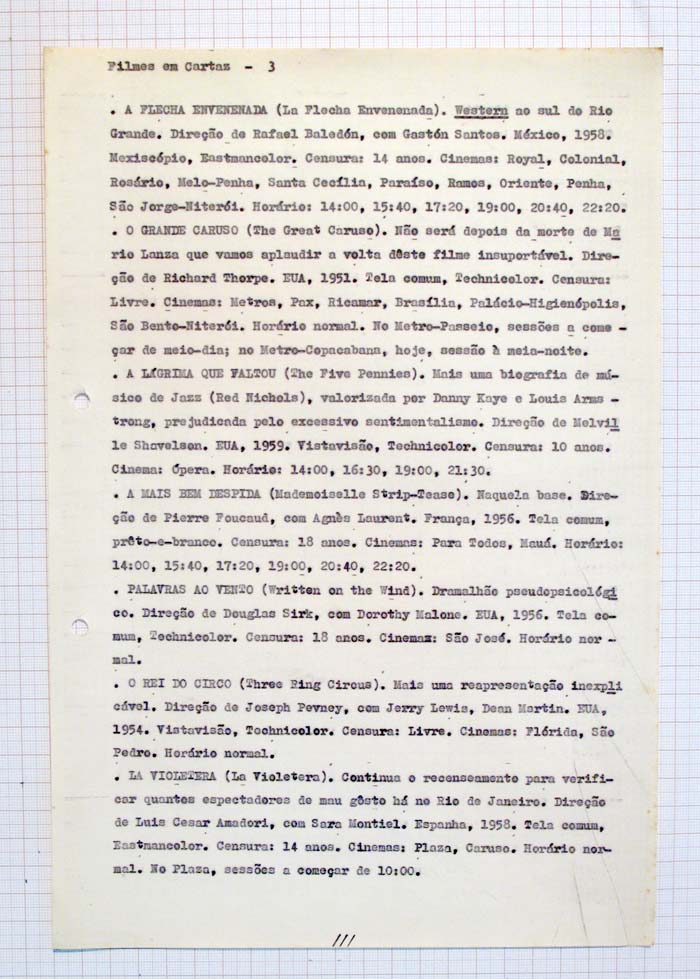 Filmes em Cartaz - 3
. A FLECHA ENVENENADA (La Flecha Envenenada). Western ao sul do Rio
Grande. Direção de Rafael Baledón, com Gastón Santos. México, 1958.
Mexiscópio, Eastmancolor. Censura: 14 anos. Cinemas: Royal, Colonial,
Rosário, Melo-Penha, Santa Cecília, Paraíso, Ramos, Oriente, Penha,
São Jorge-Niterói. Horário: 14:00, 15:40, 17:20, 19:00, 20:40, 22:20.
. O GRANDE CARUSO (The Great Caruso). Não será depois da morte de Ma
rio Lanza que vamos aplaudir a volta dêste filme insuportável. Dire-
ção de Richard Thorpe. EUA, 1951. Tela comum, Technicolor. Censura:
Livre. Cinemas: Metros, Pax, Ricamar, Brasília, Palácio-Higienópolis,
São Bento-Niterói. Horário normal. No Metro-Passeio, sessões a come -
çar de meio-dia; no Metro-Copacabana, hoje, sessão à meia-noite.
. A LÁGRIMA QUE FALTOU (The Five Pennies). Mais uma biografia de mú-
sico de Jazz (Red Nichols), valorizada por Danny Kaye e Louis Arms -
trong, prejudicada pelo excessivo sentimentalismo. Direção de Melvil
le Shavelson. EUA, 1959. Vistavisão, Technicolor. Censura: 10 anos.
Cinema: Ópera. Horário: 14:00, 16:30, 19:00, 21:30.
. A MAIS BEM DESPIDA (Mademoiselle Strip-Tease). Naquela base. Dire-
ção de Pierre Foucaud, com Agnès Laurent. França, 1956. Tela comum,
prêto-e-branco. Censura: 18 anos. Cinemas: Para Todos, Mauá. Horário:
14:00, 15:40, 17:20, 19:00, 20:40, 22:20.
. PALAVRAS AO VENTO (Written on the Wind). Dramalhão pseudopsicológi
co. Direção de Douglas Sirk, com Dorothy Malone. EUA, 1956. Tela co-
mum, Technicolor. Censura: 18 anos. Cinemax: São José. Horário nor -
mal.
. O REI DO CIRCO (Three Ring Circus). Mais uma reapresentação inexpli
cável. Direção de Joseph Pevney, com Jerry Lewis, Dean Martin. EUA,
1954. Vistavisão, Technicolor. Censura: Livre. Cinemas: Flórida, São
Pedro. Horário normal.
. LA VIOLETERA (La Violetera). Continua o recenseamento para verifi-
car quantos espectadores de mau gôsto há no Rio de Janeiro. Direção
de Luis Cesar Amadori, com Sara Montiel. Espanha, 1958. Tela comum,
Eastmancolor. Censura: 14 anos. Cinemas: Plaza, Caruso. Horário nor-
mal. No Plaza, sessões a começar de 10:00.
///